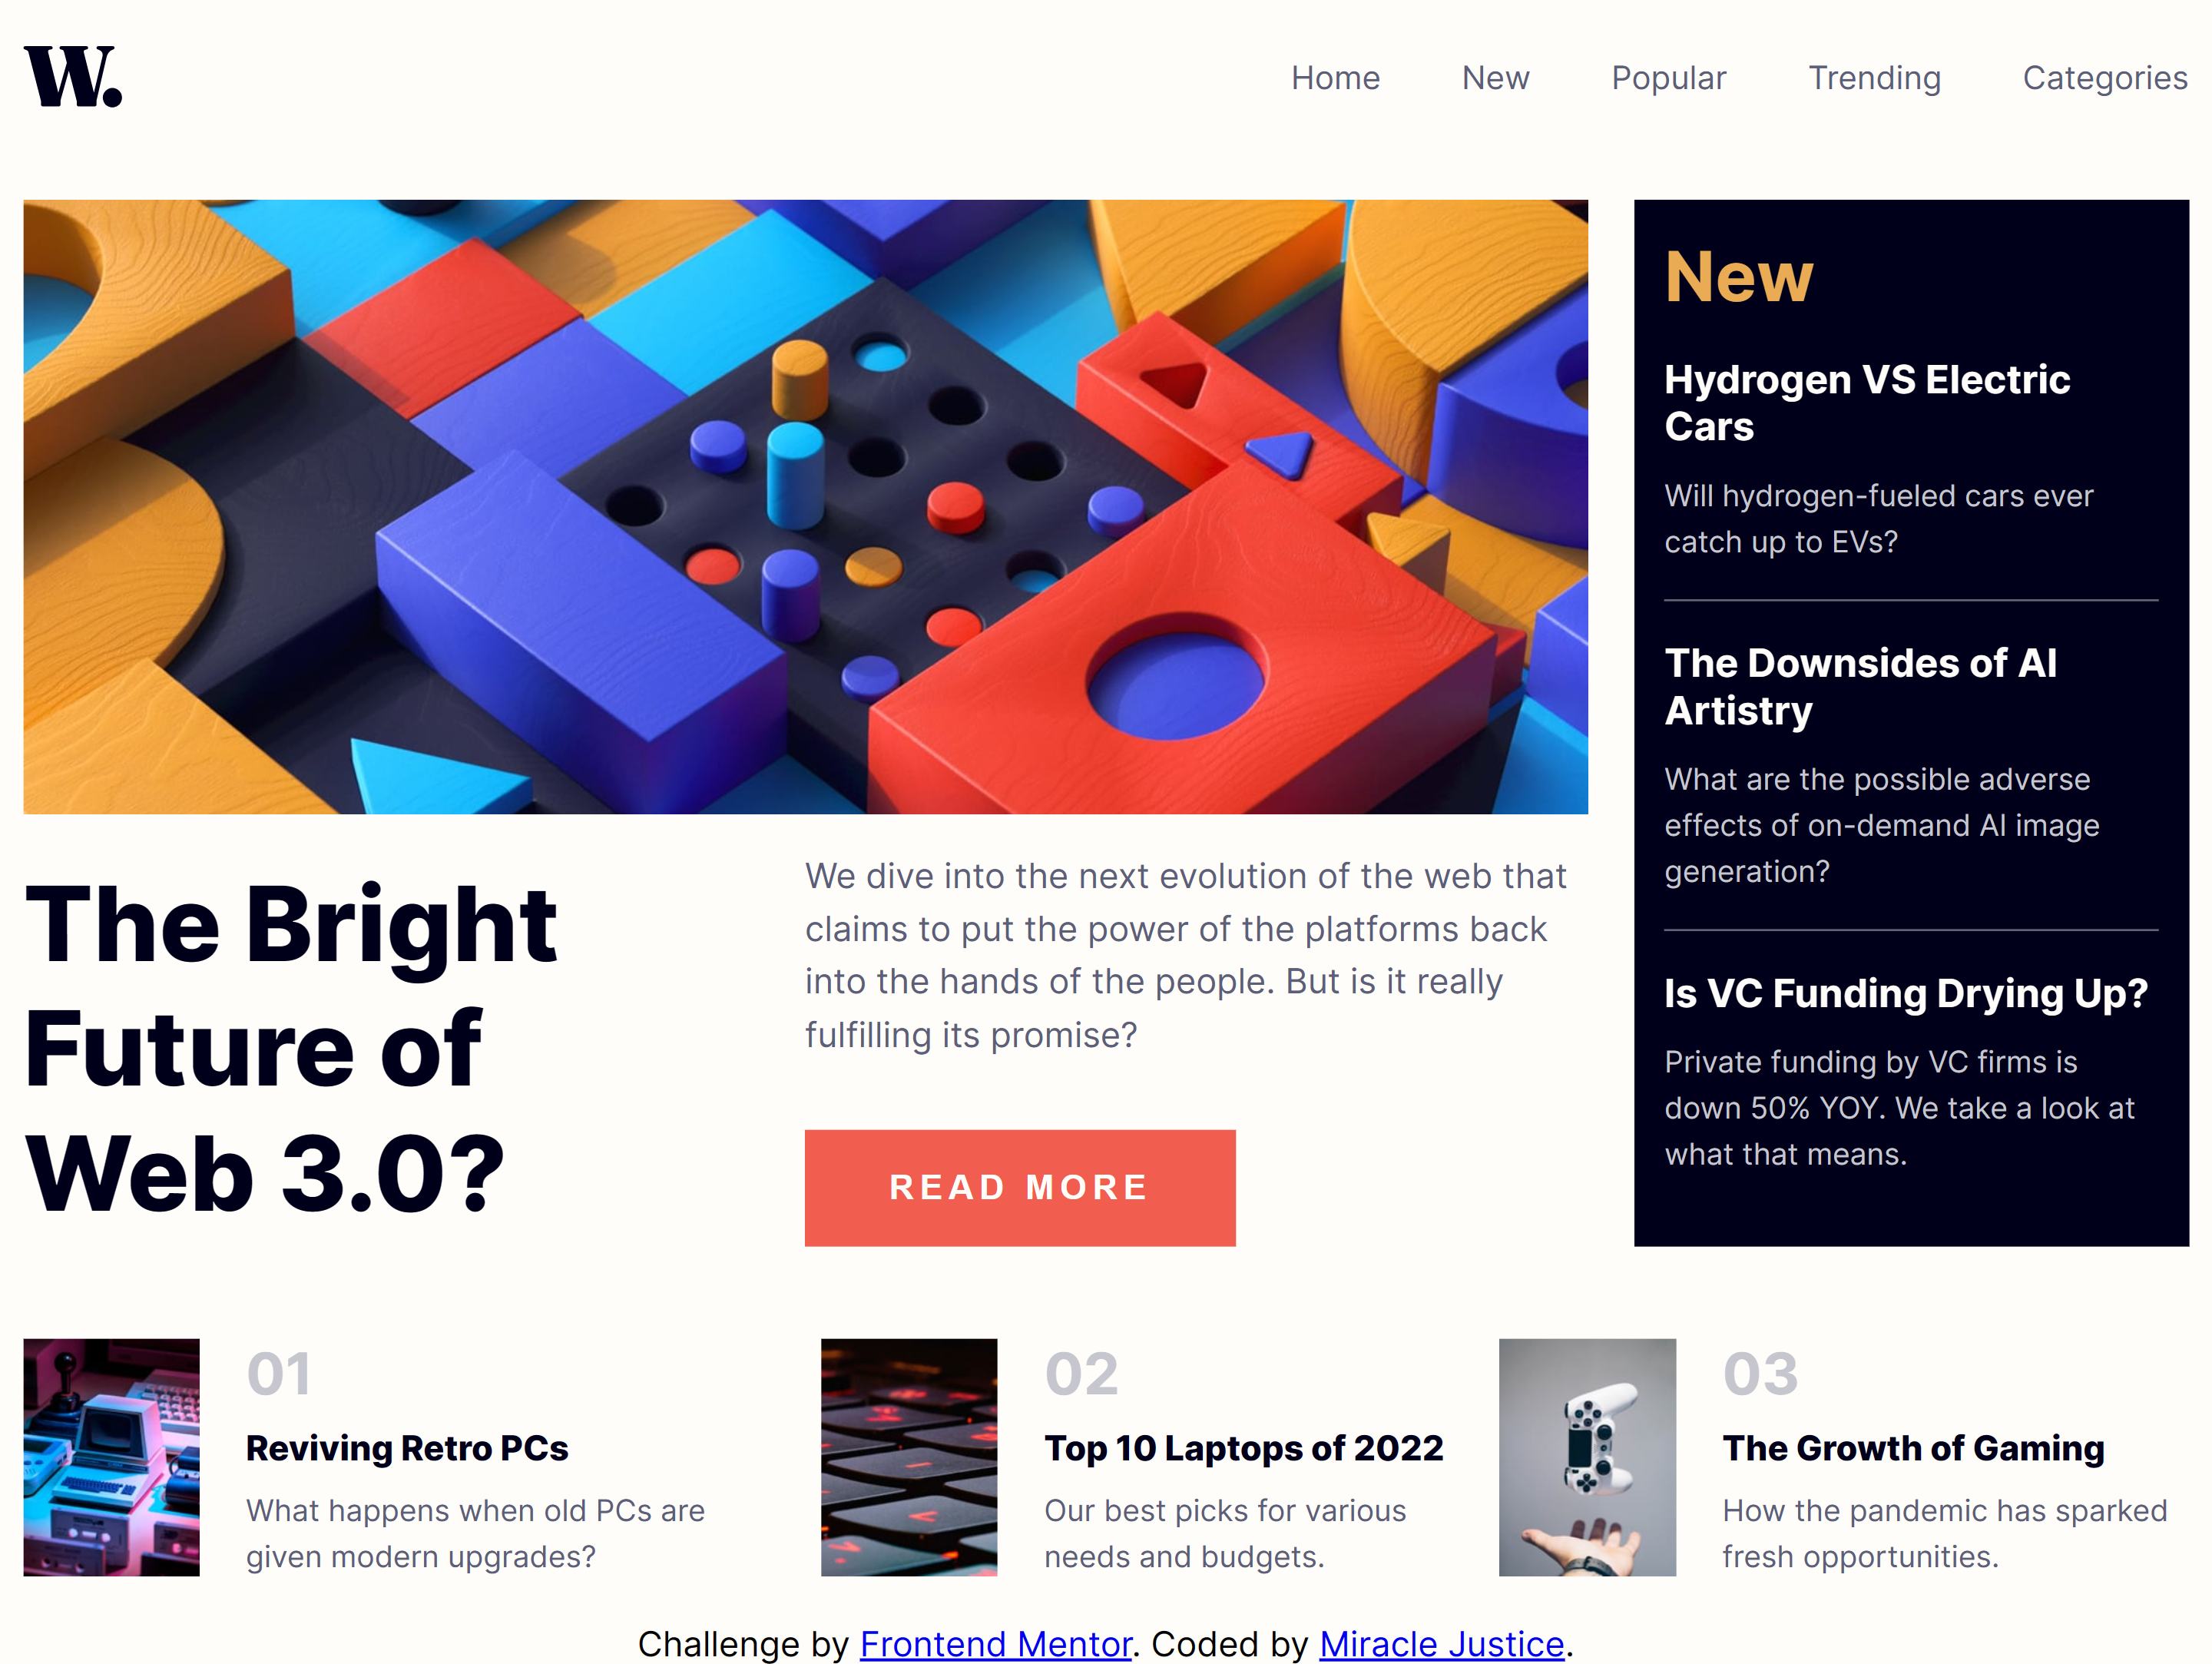 W.
Home New Popular Trending Categories
New
Hydrogen VS Electric
Cars
Will hydrogen-fueled cars ever
catch up to EVs?
The Downsides of AI
Artistry
What are the possible adverse
effects of on-demand AI image
generation?
Is VC Funding Drying Up?
Private funding by VC firms is
down 50% YOY. We take a look at
what that means.
The Bright
Future of
Web 3.0?
We dive into the next evolution of the web that
claims to put the power of the platforms back
into the hands of the people. But is it really
fulfilling its promise?
READ MORE
01
Reviving Retro PCs
What happens when old PCs are
given modern upgrades?
02
Top 10 Laptops of 2022
Our best picks for various
needs and budgets.
03
The Growth of Gaming
How the pandemic has sparked
fresh opportunities.
Challenge by Frontend Mentor. Coded by Miracle Justice.